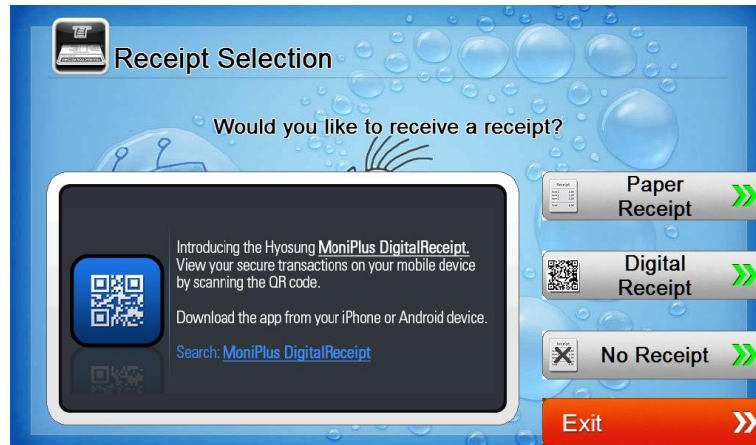 Receipt Selection
Would you like to receive a receipt?
Introducing the Hyosung MoniPlus DigitalReceipt.
View your secure transactions on your mobile device
by scanning the QR code.
Download the app from your iPhone or Android device.
Search: MoniPlus DigitalReceipt
Paper
Receipt
Digital
Receipt
No Receipt
Exit